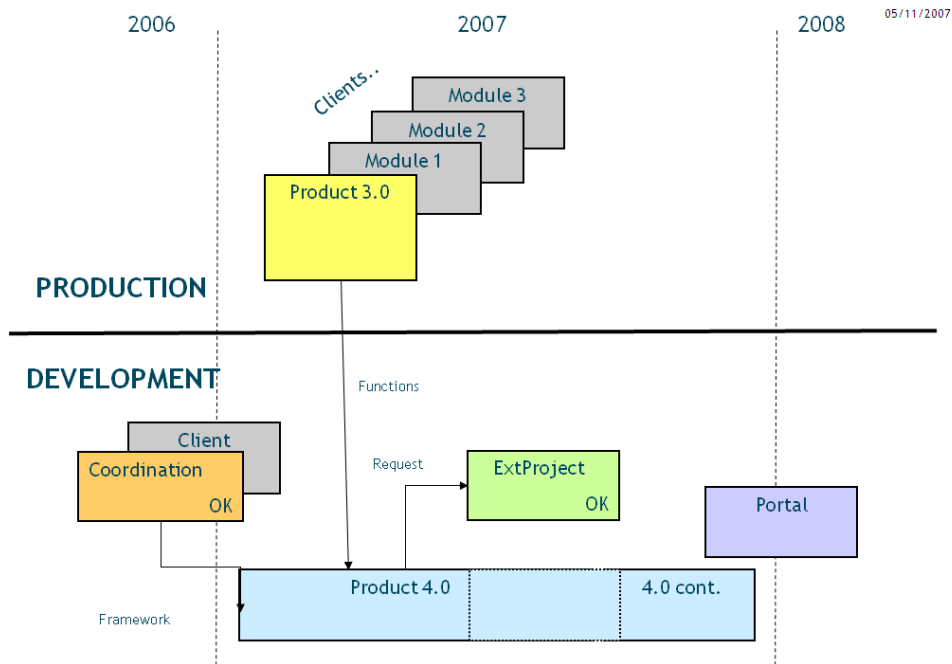 2006
2007
2008
05/11/2007
Clients..
Module 3
Module 2
Module 1
Product 3.0
PRODUCTION
DEVELOPMENT
Functions
Client
Coordination
OK
Request
ExtProject
OK
Portal
Product 4.0
4.0 cont.
Framework